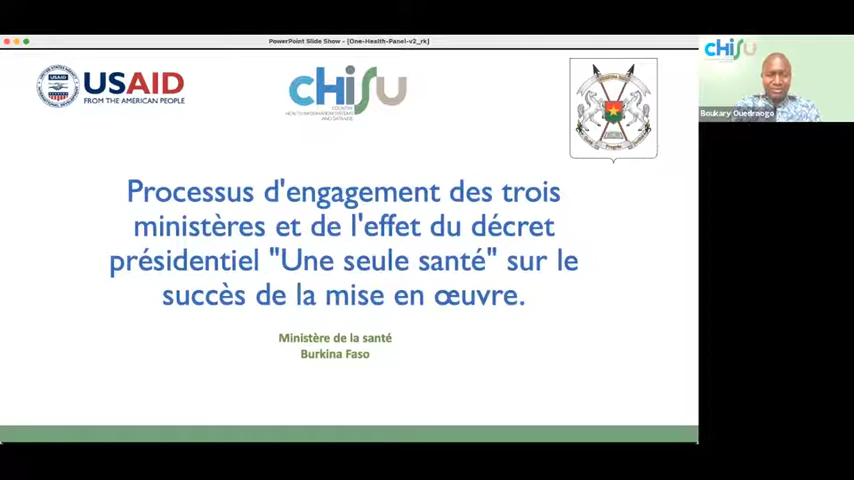 PowerPoint Slide Show - [One-Health-Panel-v2_rk]
USAID
FROM THE AMERICAN PEOPLE
CHiSU
COUNTRY
HEALTH INFORMATION SYSTEMS
AND DATA USE
Processus d'engagement des trois
ministères et de l'effet du décret
présidentiel "Une seule santé" sur le
succès de la mise en œuvre.
Ministère de la santé
Burkina Faso
CHiSU
Boukary Ouedraogo